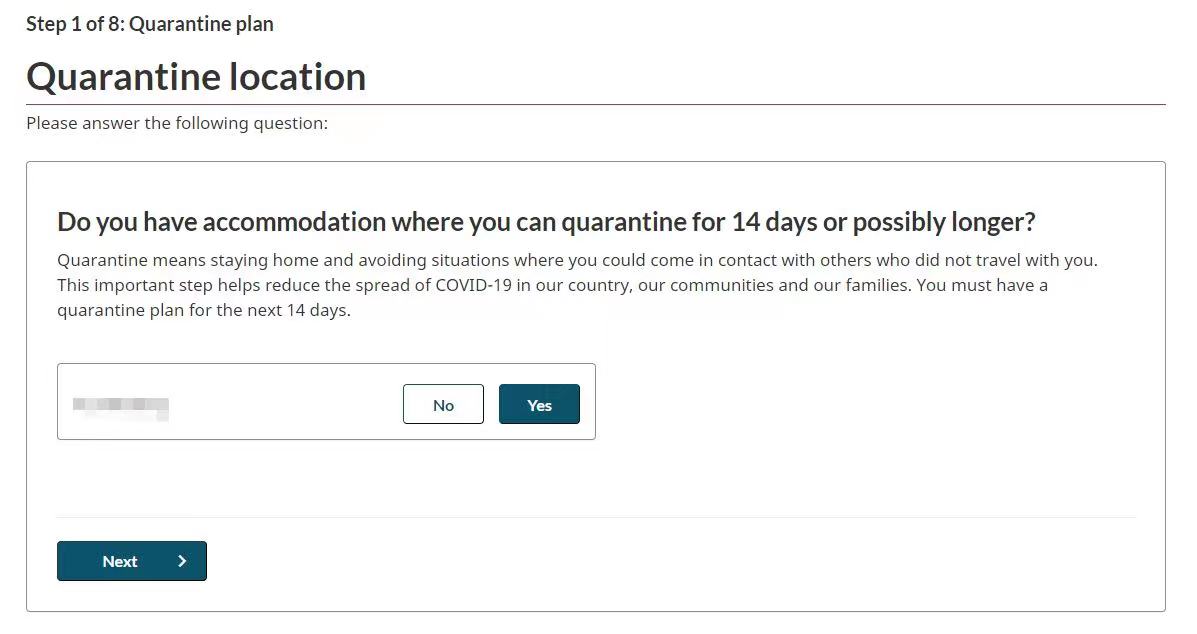 Step 1 of 8: Quarantine plan
Quarantine location
Please answer the following question:
Do you have accommodation where you can quarantine for 14 days or possibly longer?
Quarantine means staying home and avoiding situations where you could come in contact with others who did not travel with you.
This important step helps reduce the spread of COVID-19 in our country, our communities and our families. You must have a
quarantine plan for the next 14 days.
No Yes
Next